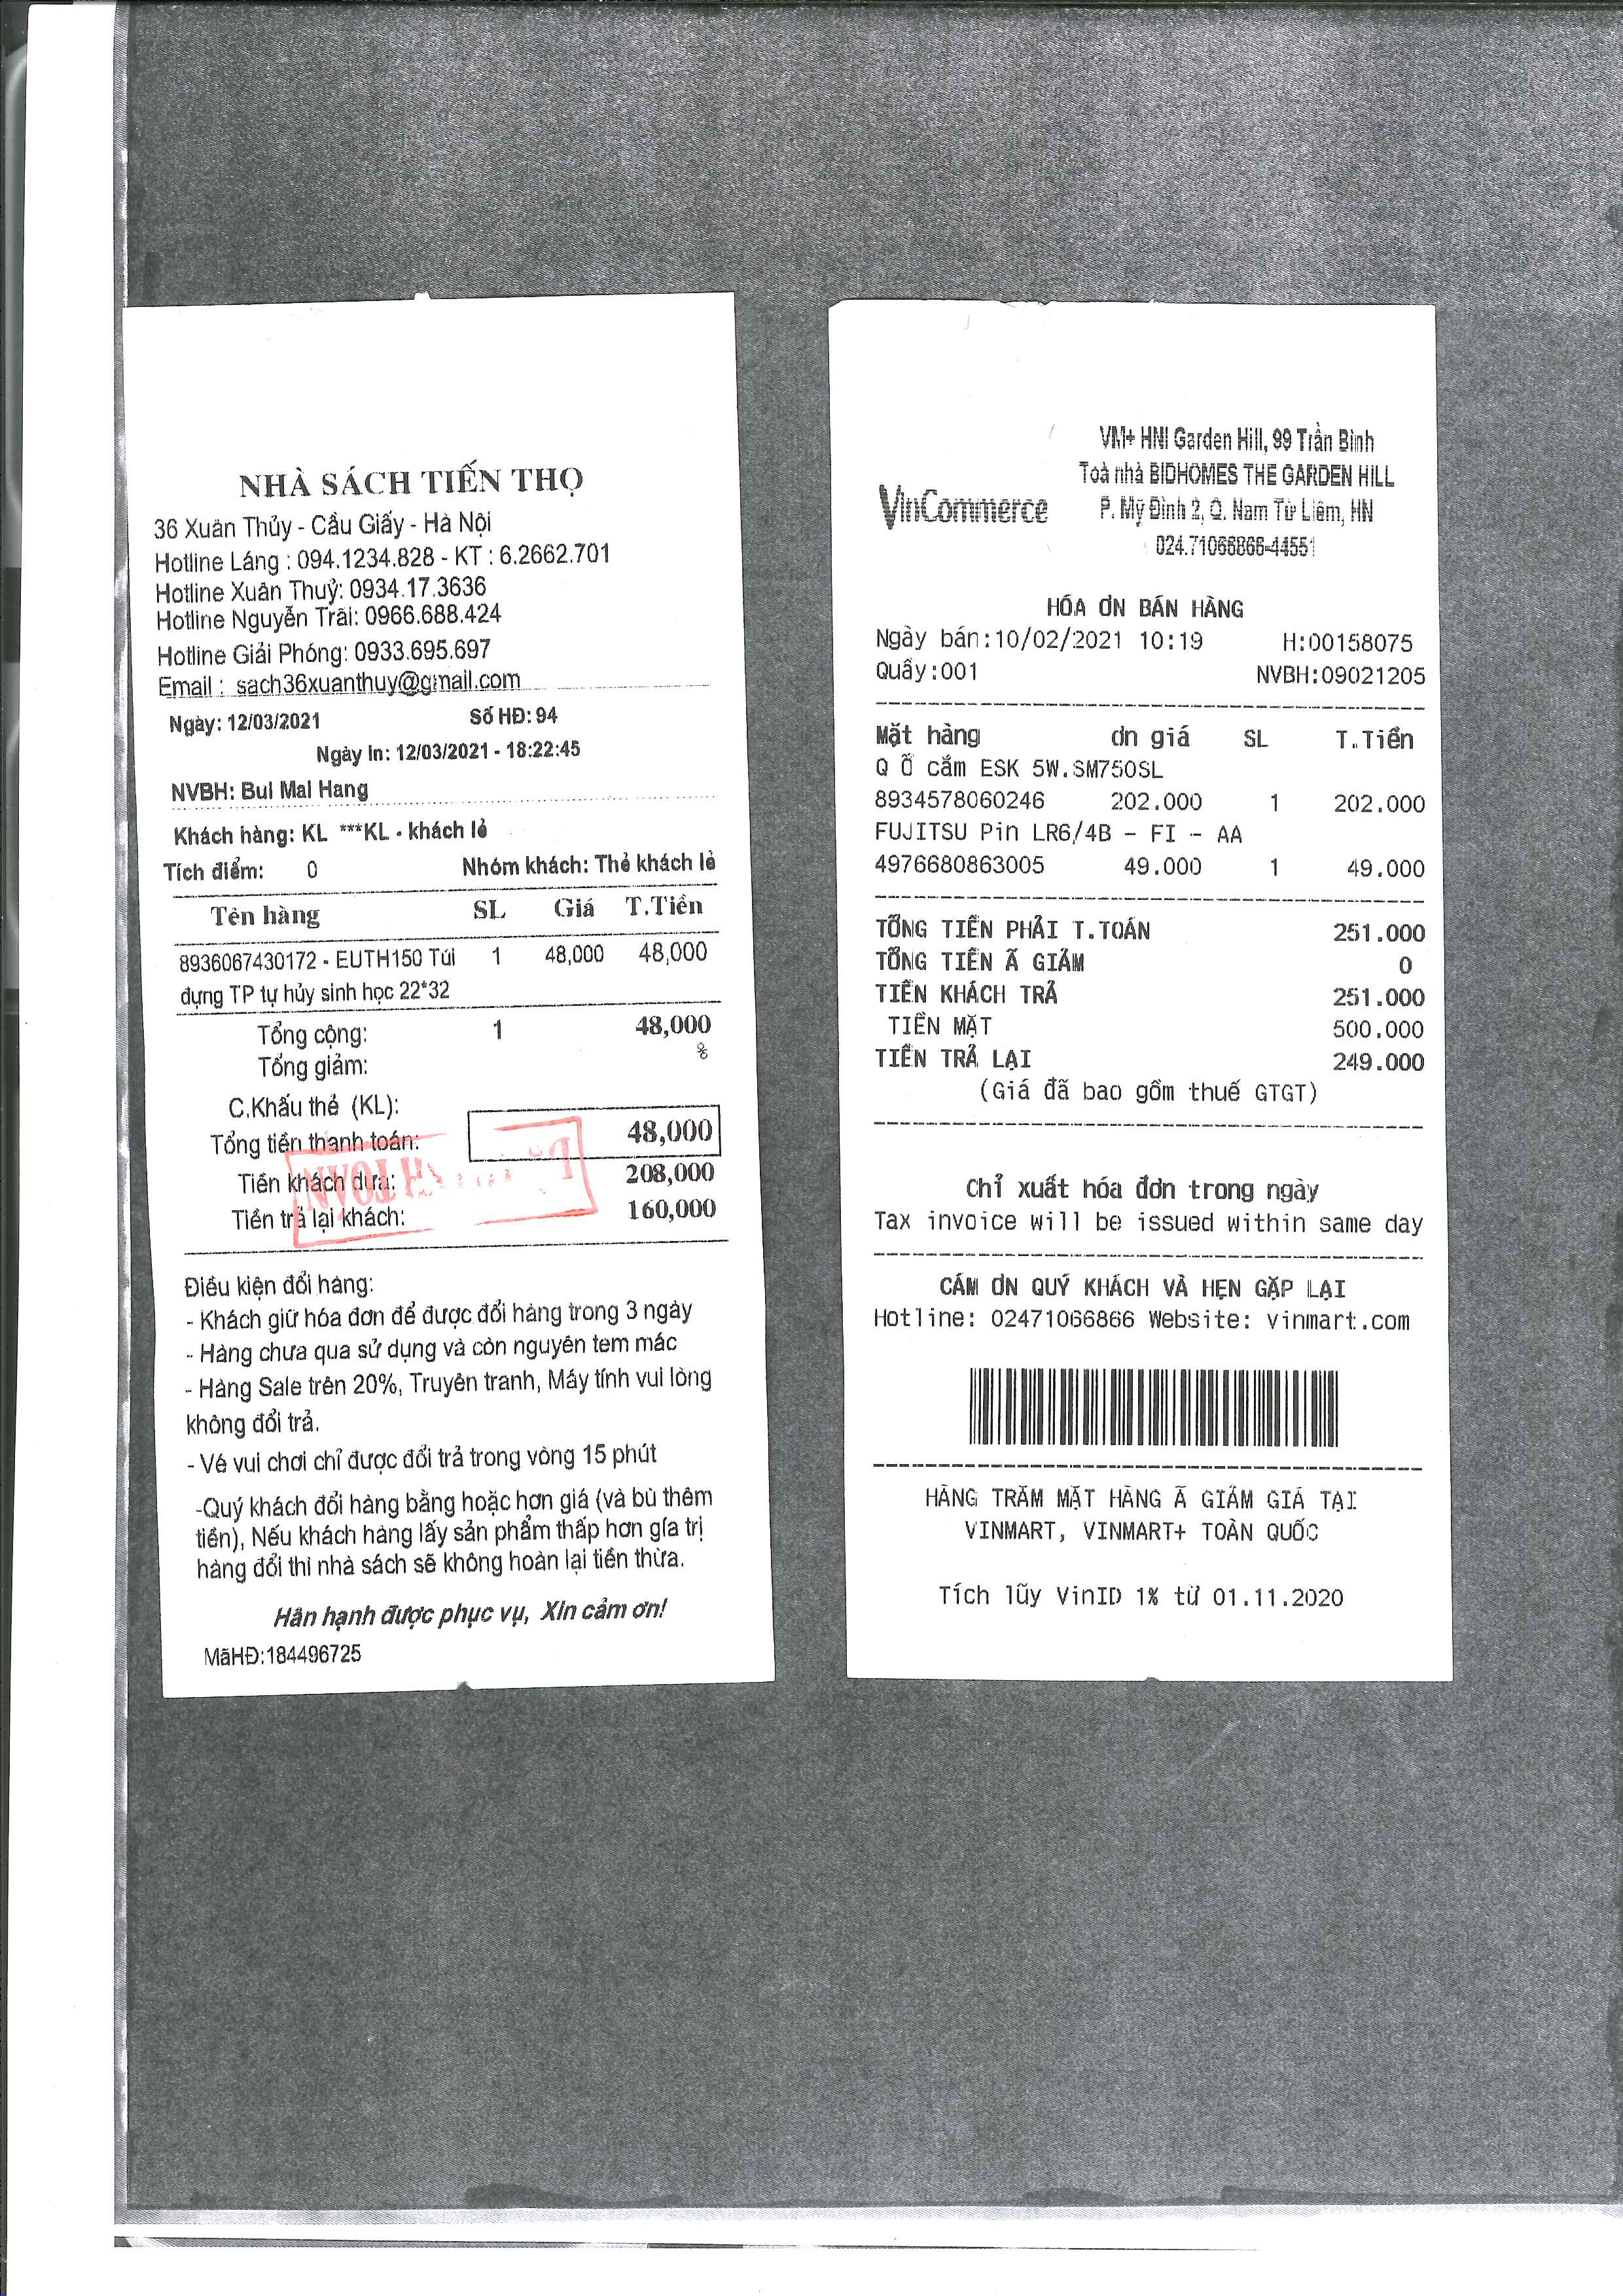 NHÀ SÁCH TIẾN THỌ
36 Xuân Thủy - Cầu Giấy - Hà Nội
Hotline Láng : 094.1234.828 - KT : 6.2662.701
Hotline Xuân Thuỷ: 0934.17.3636
Hotline Nguyễn Trãi: 0966.688.424
Hotline Giải Phóng: 0933.695.697
Email : sach36xuanthuy@gmail.com
Ngày: 12/03/2021 Số HĐ: 94
Ngày in: 12/03/2021 - 18:22:45
NVBH: Bui Mai Hang
Khách hàng: KL ***KL - khách lẻ
Tích điểm: 0 Nhóm khách: Thẻ khách lẻ
Tên hàng SL Giá T.Tiền
8936067430172 - EUTH150 Túi 1 48,000 48,000
đựng TP tự hủy sinh học 22*32
Tổng cộng: 1 48,000
Tổng giảm: %
C.Khấu thẻ (KL):
Tổng tiền thanh toán: 48,000
Tiền khách đưa: 208,000
Tiền trả lại khách: 160,000
TOÁN
Điều kiện đổi hàng:
- Khách giữ hóa đơn để được đổi hàng trong 3 ngày
- Hàng chưa qua sử dụng và còn nguyên tem mác
- Hàng Sale trên 20%, Truyện tranh, Máy tính vui lòng
không đổi trả.
- Vé vui chơi chỉ được đổi trả trong vòng 15 phút
-Quý khách đổi hàng bằng hoặc hơn giá (và bù thêm
tiền), Nếu khách hàng lấy sản phẩm thấp hơn gía trị
hàng đổi thì nhà sách sẽ không hoàn lại tiền thừa.
Hân hạnh được phục vụ, Xin cảm ơn!
MãHĐ:184496725
VinCommerce
VM+ HNI Garden Hill, 99 Trần Bình
Toà nhà BIDHOMES THE GARDEN HILL
P. Mỹ Đình 2, Q. Nam Từ Liêm, HN
024.71066866-44551
HÓA ƠN BÁN HÀNG
Ngày bán:10/02/2021 10:19 H:00158075
Quầy:001 NVBH:09021205
Mặt hàng ơn giá SL T.Tiền
Q Ổ cắm ESK 5W.SM750SL
8934578060246 202.000 1 202.000
FUJITSU Pin LR6/4B - FI - AA
4976680863005 49.000 1 49.000
TỔNG TIỀN PHẢI T.TOÁN 251.000
TỔNG TIỀN Ã GIẢM 0
TIỀN KHÁCH TRẢ 251.000
TIỀN MẶT 500.000
TIỀN TRẢ LẠI 249.000
(Giá đã bao gồm thuế GTGT)
Chỉ xuất hóa đơn trong ngày
Tax invoice will be issued within same day
CẢM ƠN QUÝ KHÁCH VÀ HẸN GẶP LẠI
Hotline: 02471066866 Website: vinmart.com
HÀNG TRĂM MẶT HÀNG Ã GIẢM GIÁ TẠI
VINMART, VINMART+ TOÀN QUỐC
Tích lũy VinID 1% từ 01.11.2020